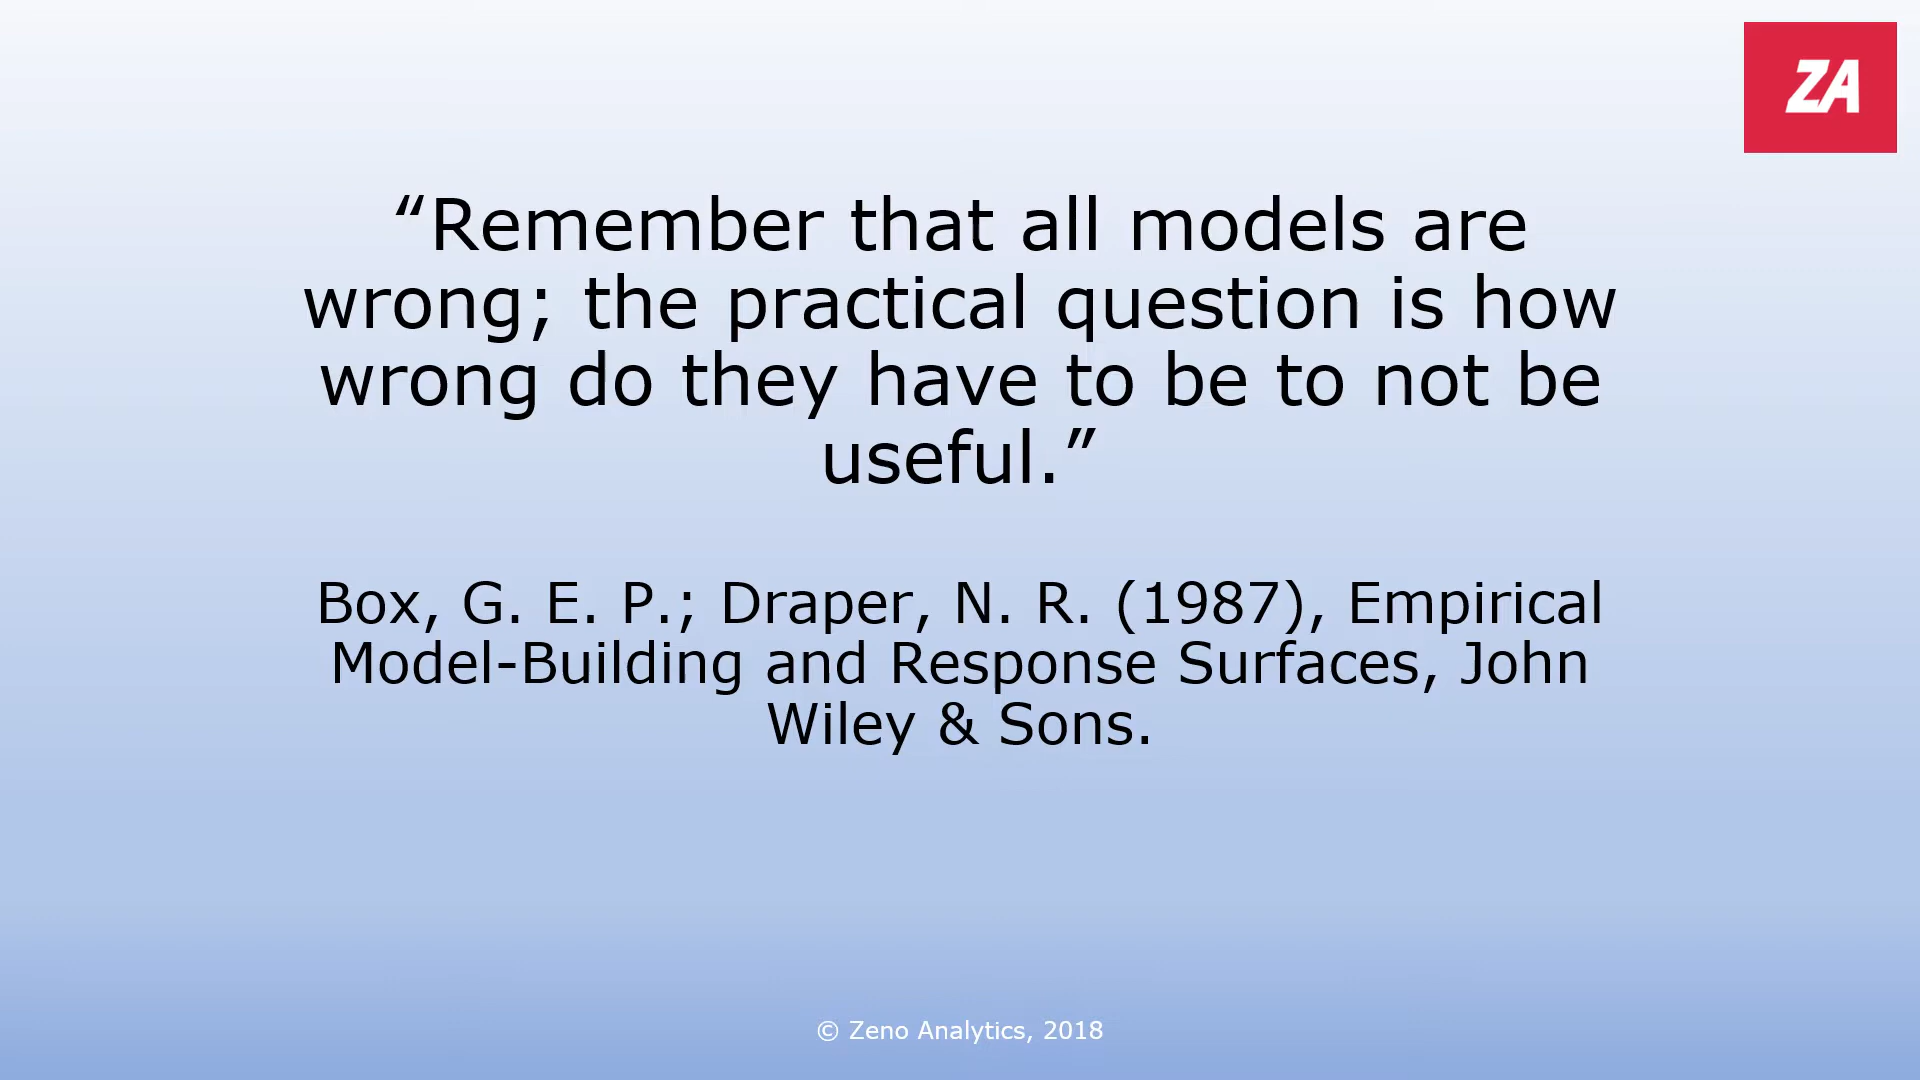 ZA
“Remember that all models are
wrong; the practical question is how
wrong do they have to be to not be
useful.”
Box, G. E. P.; Draper, N. R. (1987), Empirical
Model-Building and Response Surfaces, John
Wiley & Sons.
© Zeno Analytics, 2018